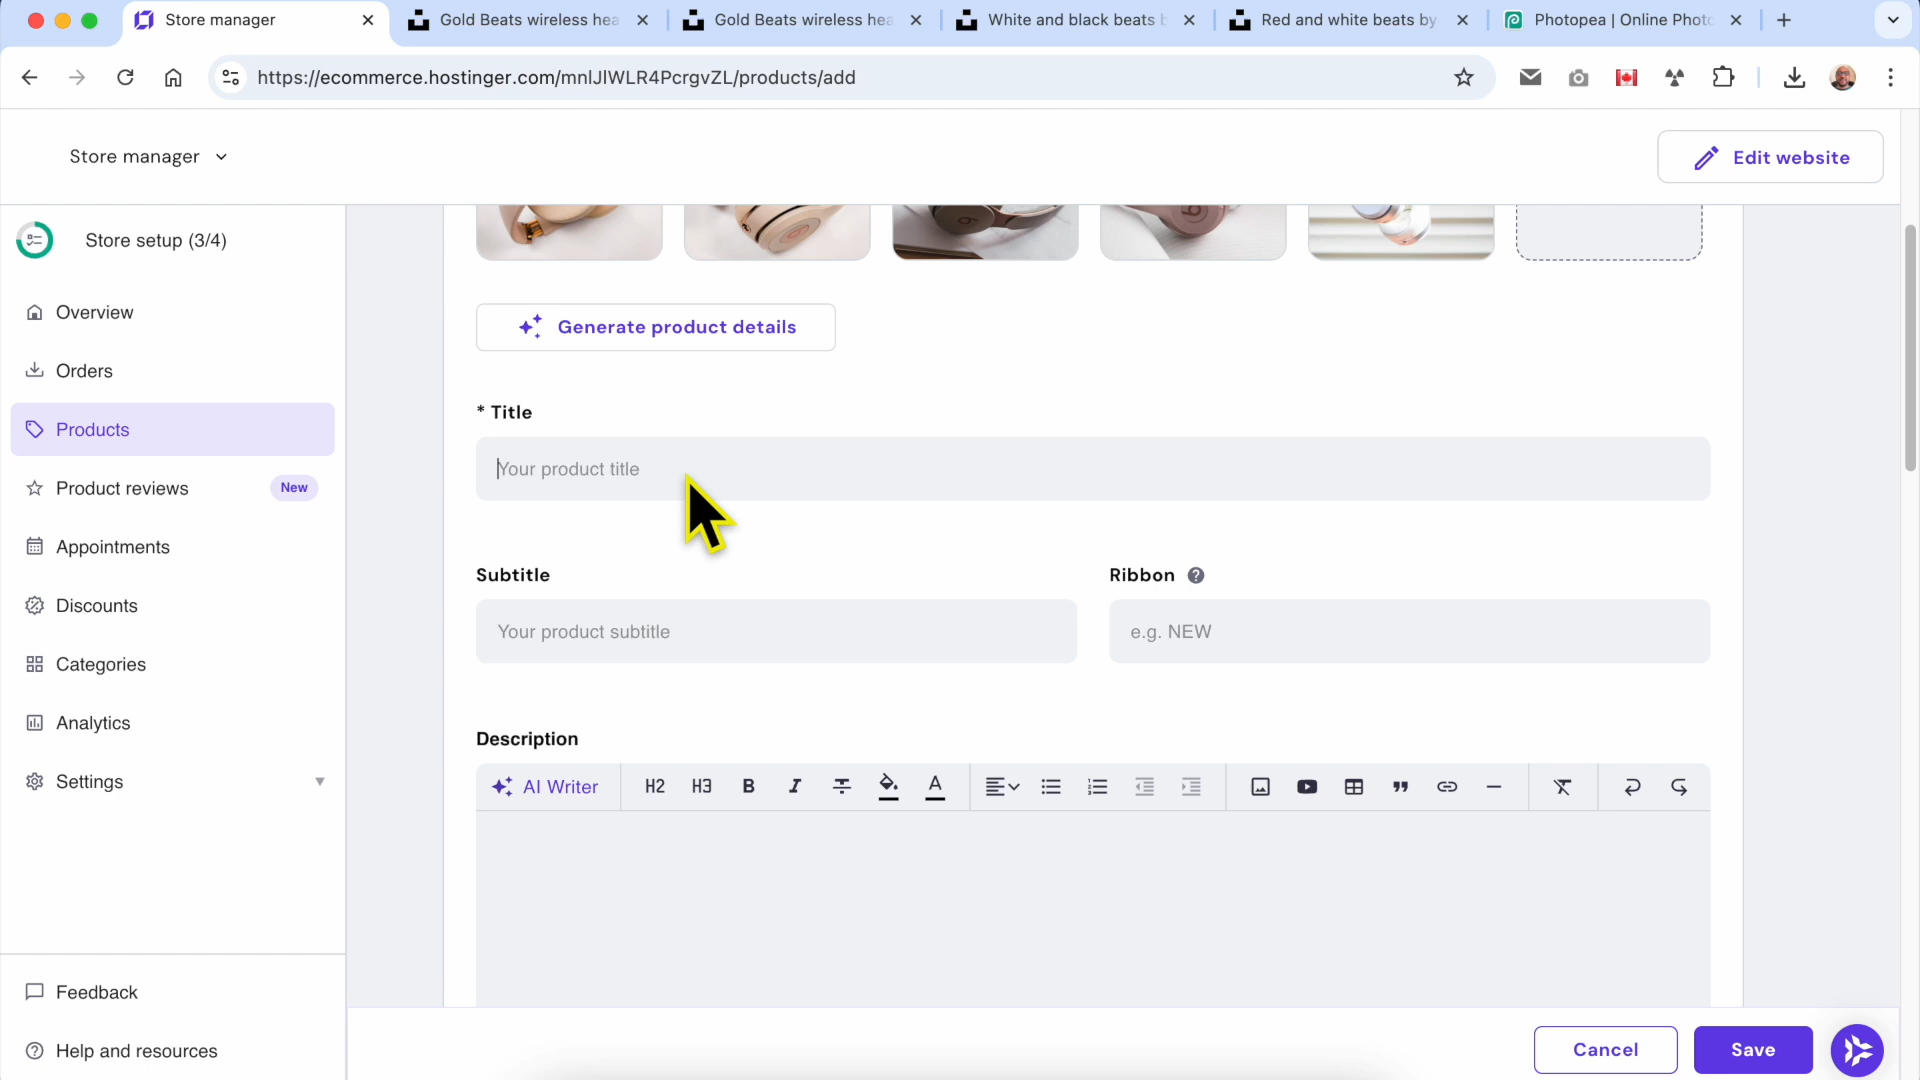 Store manager
Gold Beats wireless hea
Gold Beats wireless hea
White and black beats b
Red and white beats by
Photopea | Online Photo
https://ecommerce.hostinger.com/mnlJlWLR4PcrgvZL/products/add
Store manager
Edit website
Store setup (3/4)
Overview
Orders
Products
Product reviews New
Appointments
Discounts
Categories
Analytics
Settings
Feedback
Help and resources
Generate product details
* Title
Your product title
Subtitle
Your product subtitle
Ribbon ?
e.g. NEW
Description
AI Writer H2 H3 B I A
Cancel
Save